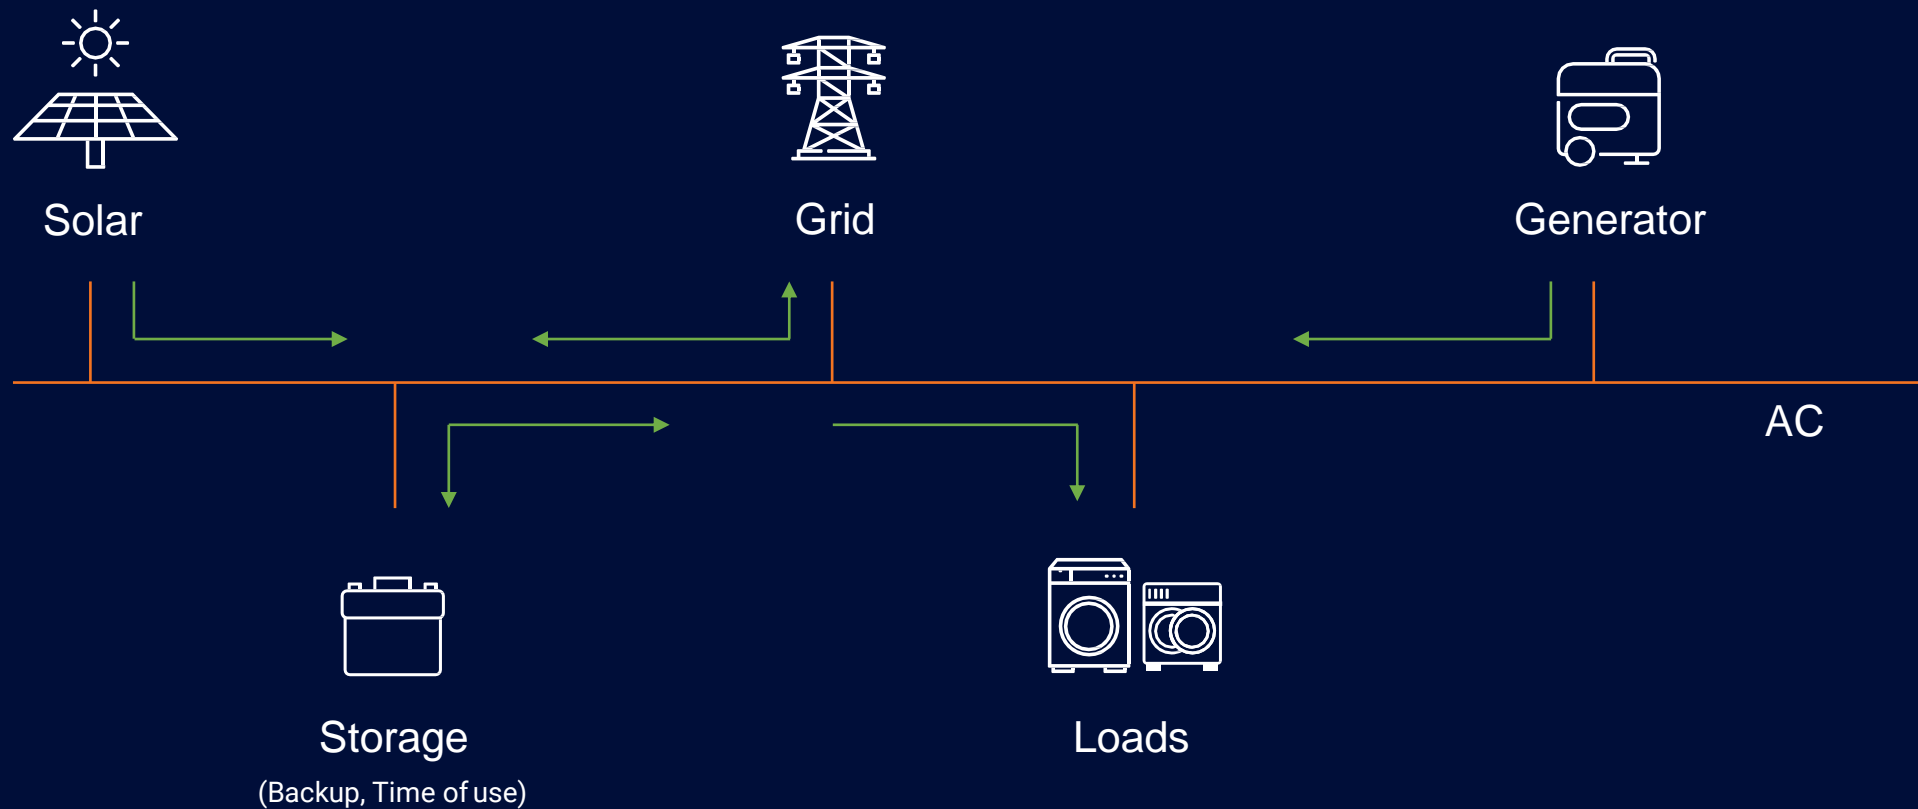 Solar
Grid
Generator
AC
Storage
(Backup, Time of use)
Loads